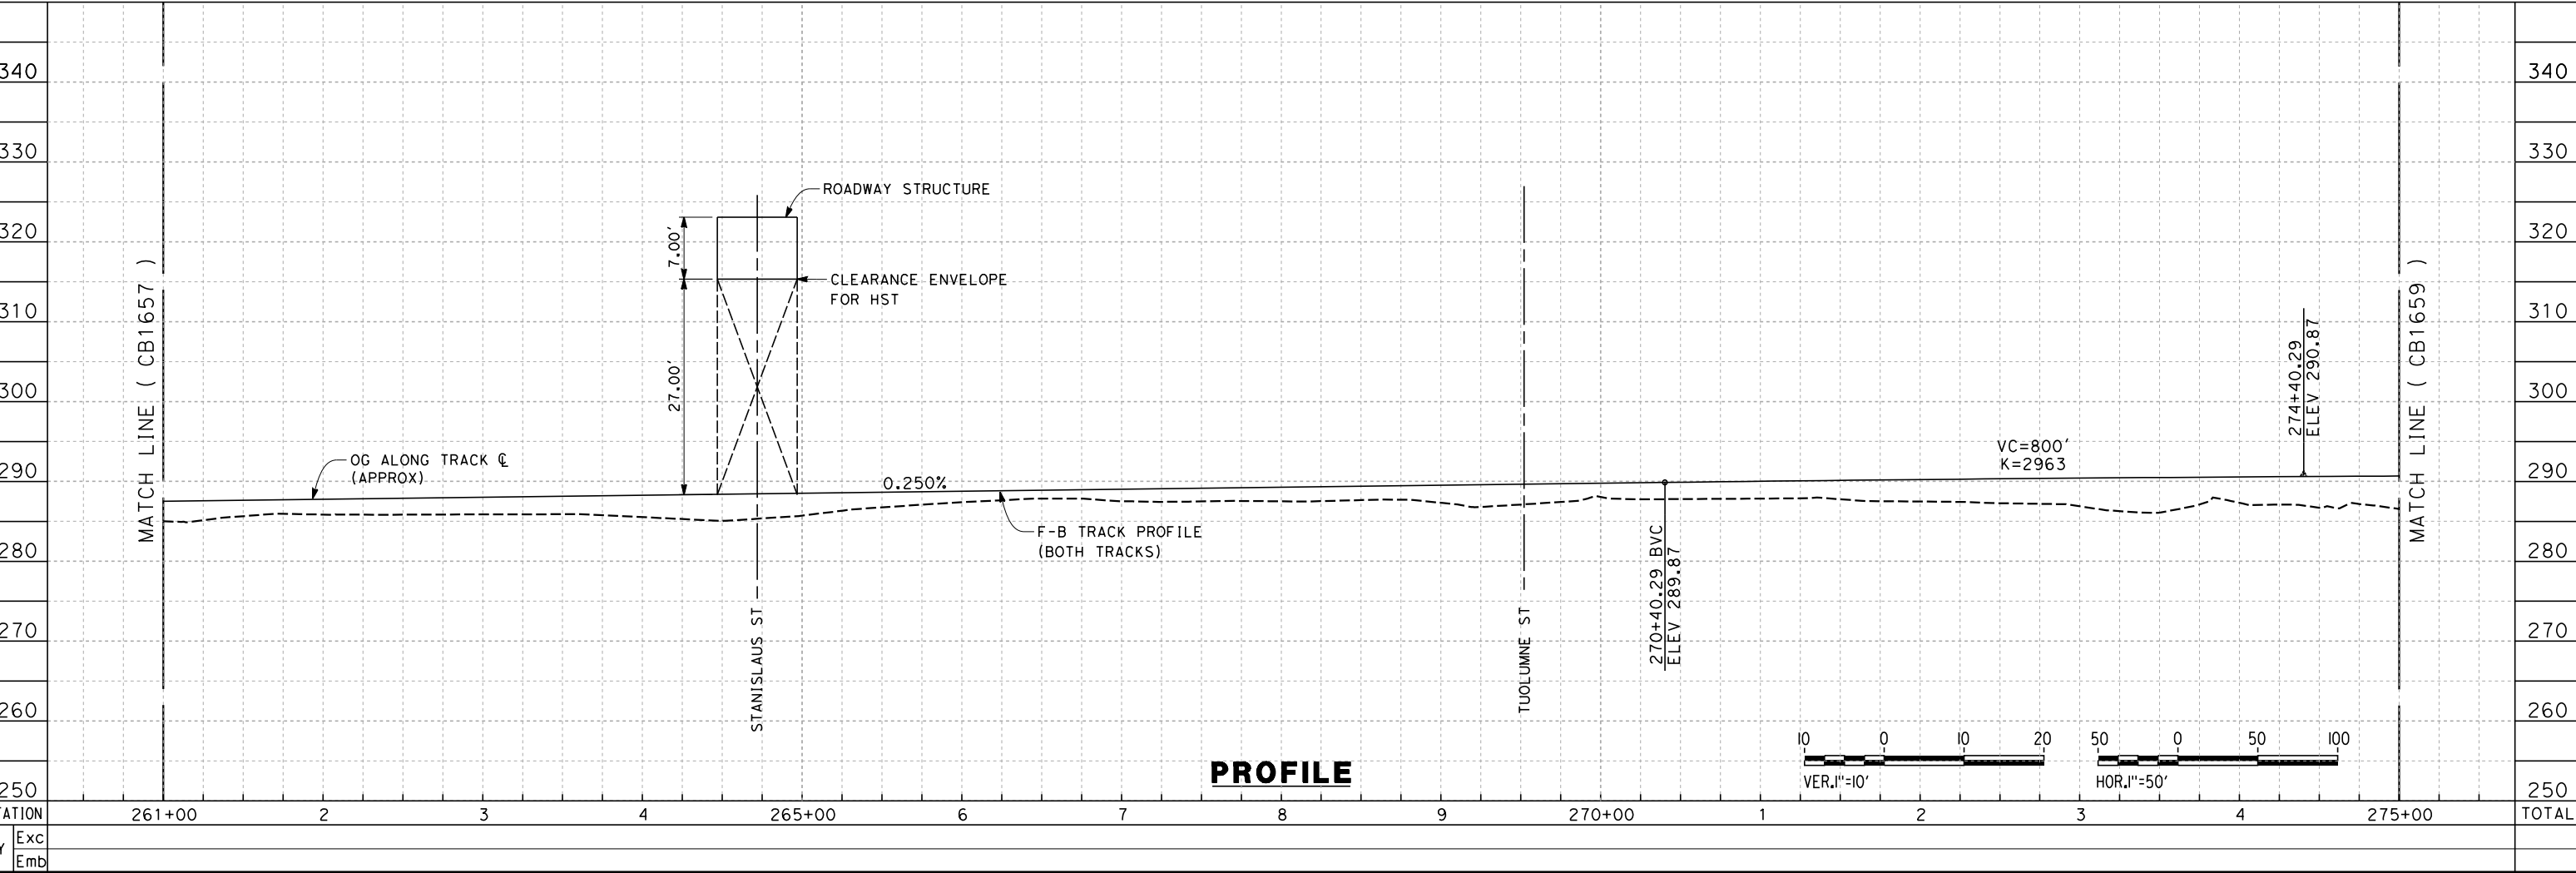 340
330
320
310
300
290
280
270
260
250
MATCH LINE ( CB1657 )
ROADWAY STRUCTURE
7.00'
CLEARANCE ENVELOPE
FOR HST
27.00'
OG ALONG TRACK ℄
(APPROX)
0.250%
F-B TRACK PROFILE
(BOTH TRACKS)
STANISLAUS ST
TUOLUMNE ST
270+40.29 BVC
ELEV 289.87
VC=800'
K=2963
274+40.29
ELEV 290.87
MATCH LINE ( CB1659 )
340
330
320
310
300
290
280
270
260
250
PROFILE
10 0 10 20
VER.1"=10'
50 0 50 100
HOR.1"=50'
261+00 2 3 4 265+00 6 7 8 9 270+00 1 2 3 4 275+00 TOTAL
Exc
Emb